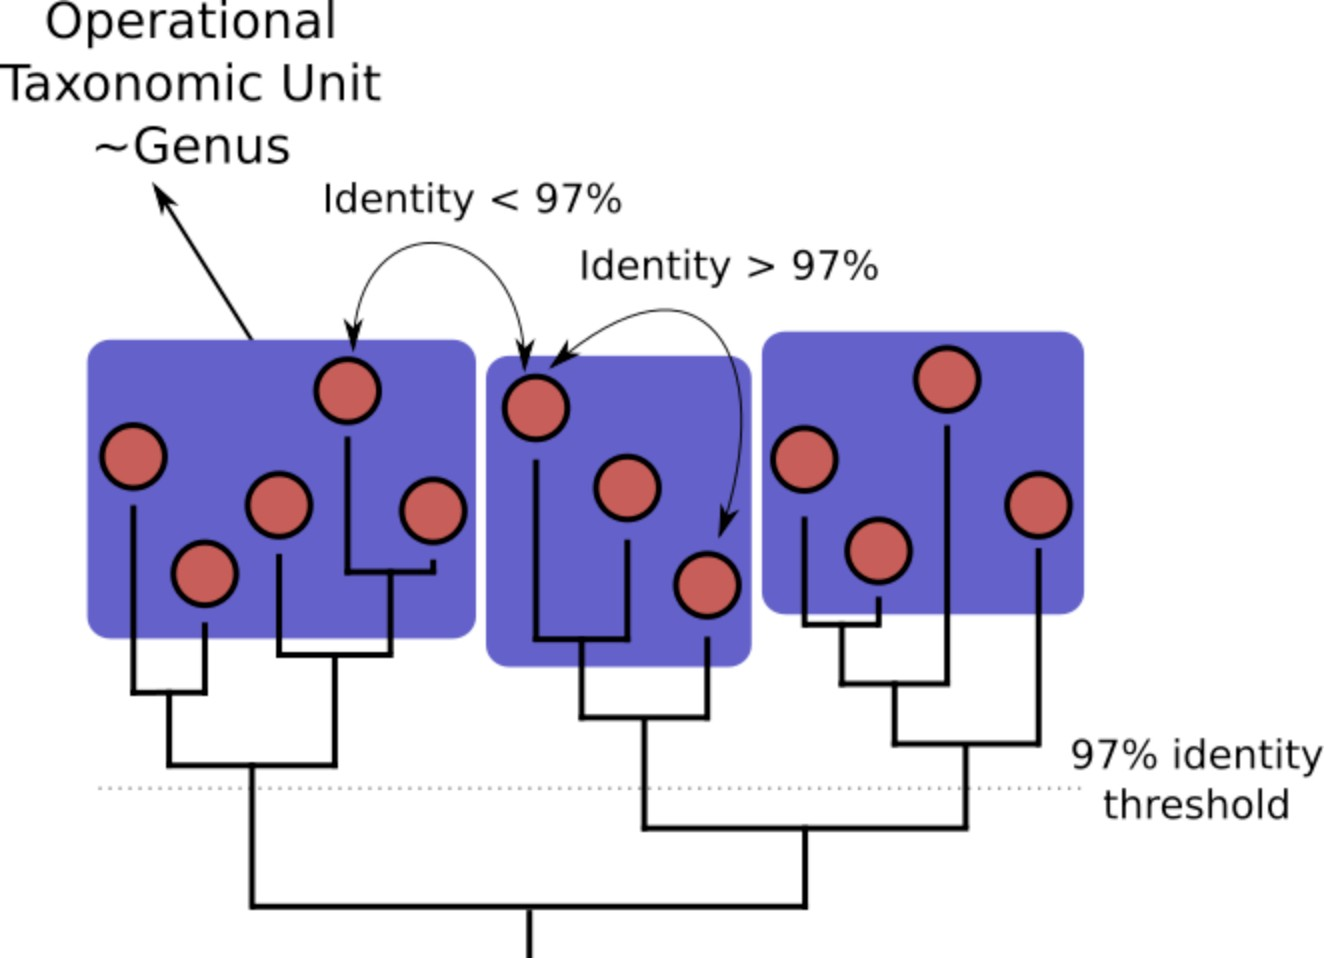 Operational
Taxonomic Unit
~Genus
Identity < 97%
Identity > 97%
97% identity
threshold